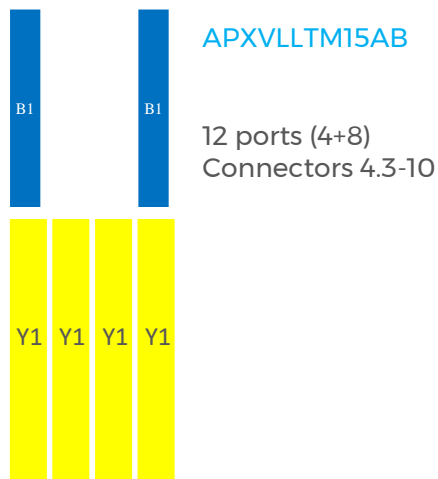 APXVLLTM15AB
B1 B1
12 ports (4+8)
Connectors 4.3-10
Y1 Y1 Y1 Y1